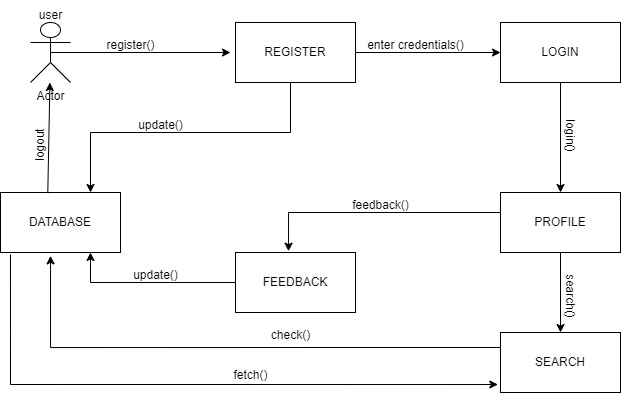 user
register()
REGISTER
enter credentials()
LOGIN
Actor
update()
login()
logout
DATABASE
feedback()
PROFILE
update()
FEEDBACK
search()
check()
SEARCH
fetch()